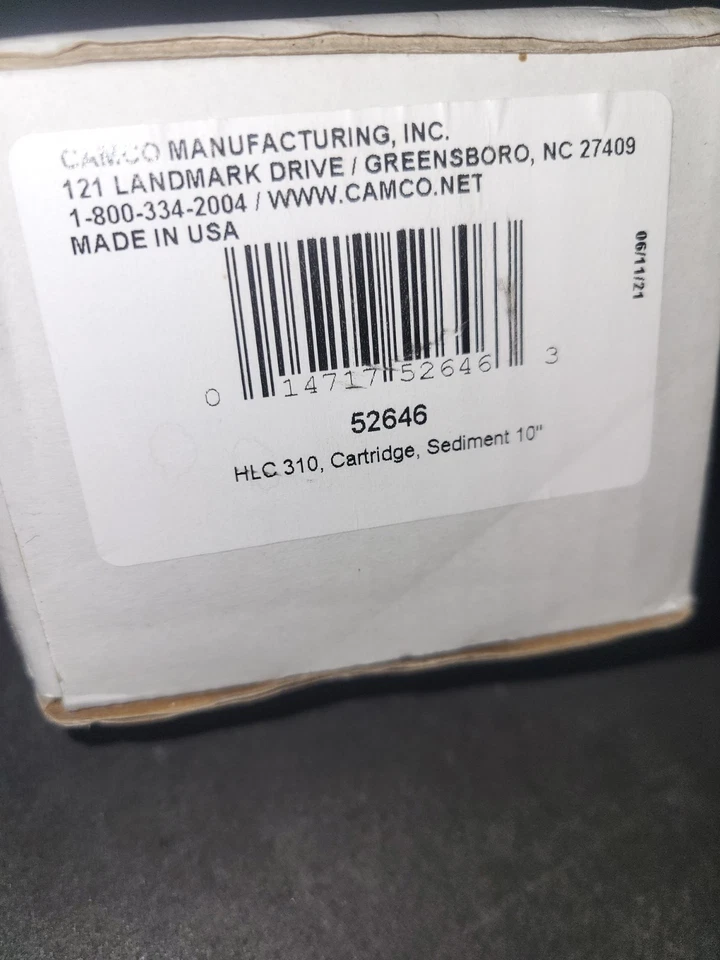 CAMCO MANUFACTURING, INC.
121 LANDMARK DRIVE / GREENSBORO, NC 27409
1-800-334-2004 / WWW.CAMCO.NET
MADE IN USA
06/11/21
0 14717 52646 3
52646
HLC 310, Cartridge, Sediment 10"